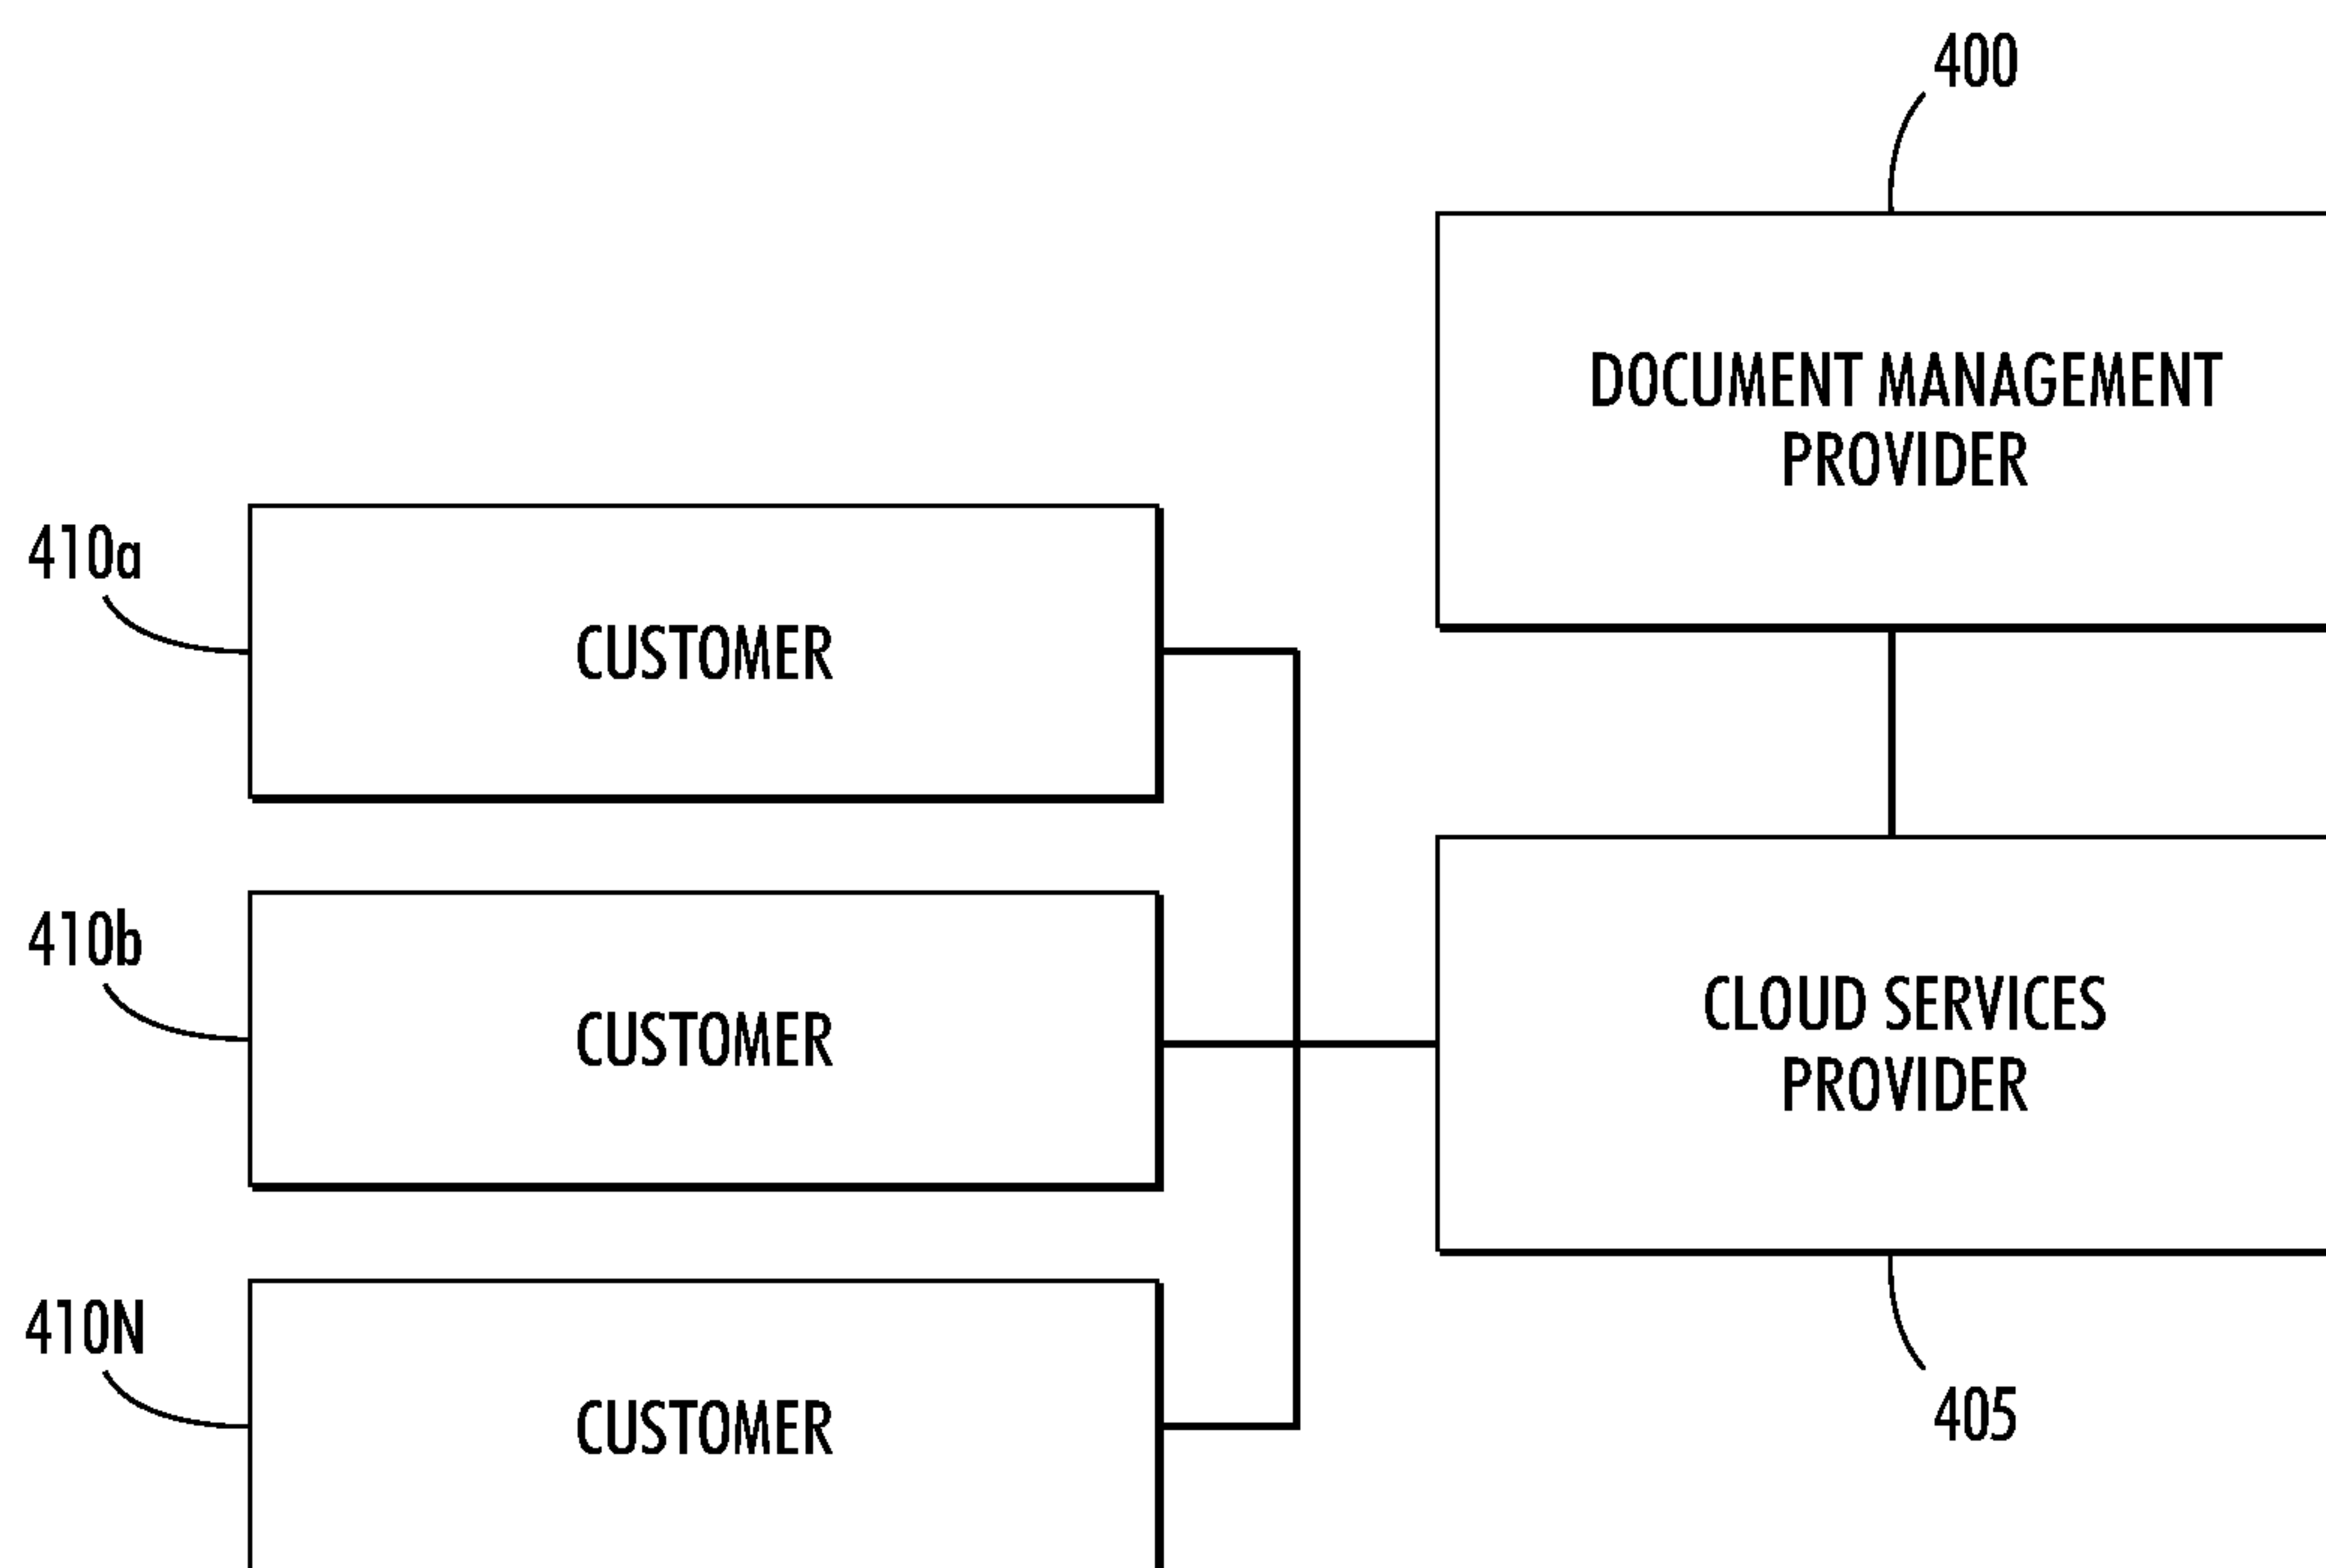 400
DOCUMENT MANAGEMENT
PROVIDER
410a
CUSTOMER
410b
CUSTOMER
CLOUD SERVICES
PROVIDER
410N
CUSTOMER
405